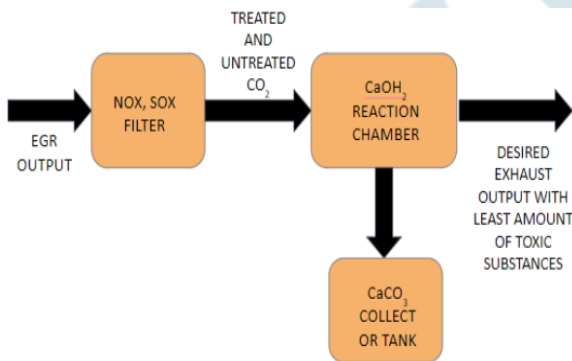 TREATED
AND
UNTREATED
CO₂
NOX, SOX
FILTER
CaOH₂
REACTION
CHAMBER
EGR
OUTPUT
DESIRED
EXHAUST
OUTPUT WITH
LEAST AMOUNT
OF TOXIC
SUBSTANCES
CaCO₃
COLLECT
OR TANK